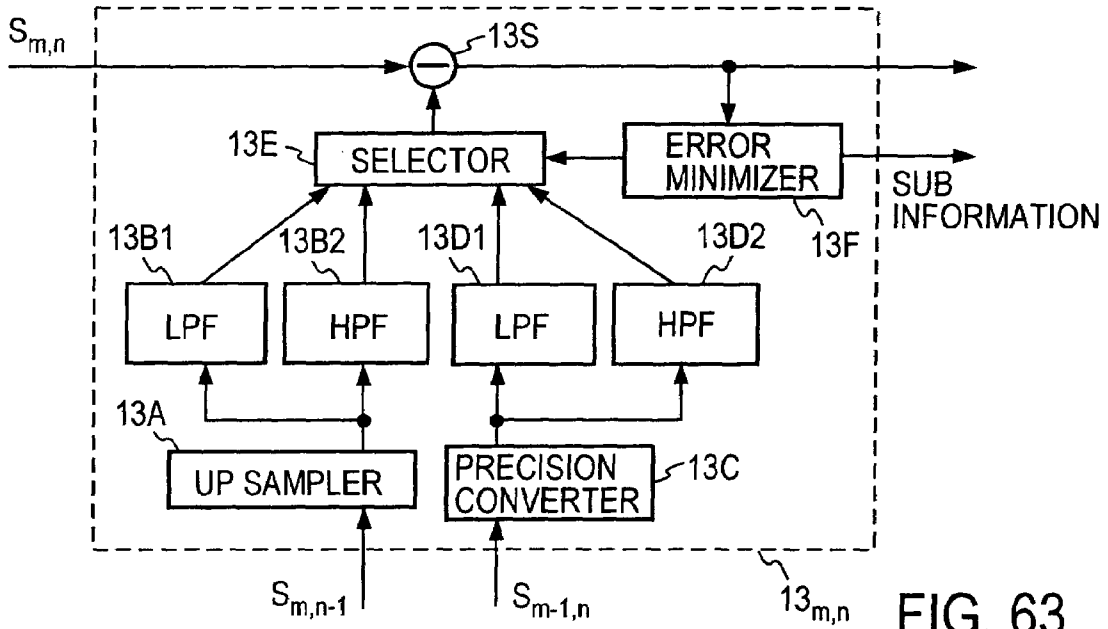 S_{m,n}
13S
13E
SELECTOR
ERROR
MINIMIZER
SUB
INFORMATION
13F
13B1
13B2
13D1
13D2
LPF
HPF
LPF
HPF
13A
UP SAMPLER
PRECISION
CONVERTER
13C
S_{m,n-1}
S_{m-1,n}
13_{m,n}
FIG. 63